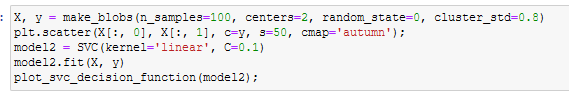 : X, y = make_blobs(n_samples=100, centers=2, random_state=0, cluster_std=0.8)
plt.scatter(X[:, 0], X[:, 1], c=y, s=50, cmap='autumn');
model2 = SVC(kernel='linear', C=0.1)
model2.fit(X, y)
plot_svc_decision_function(model2);